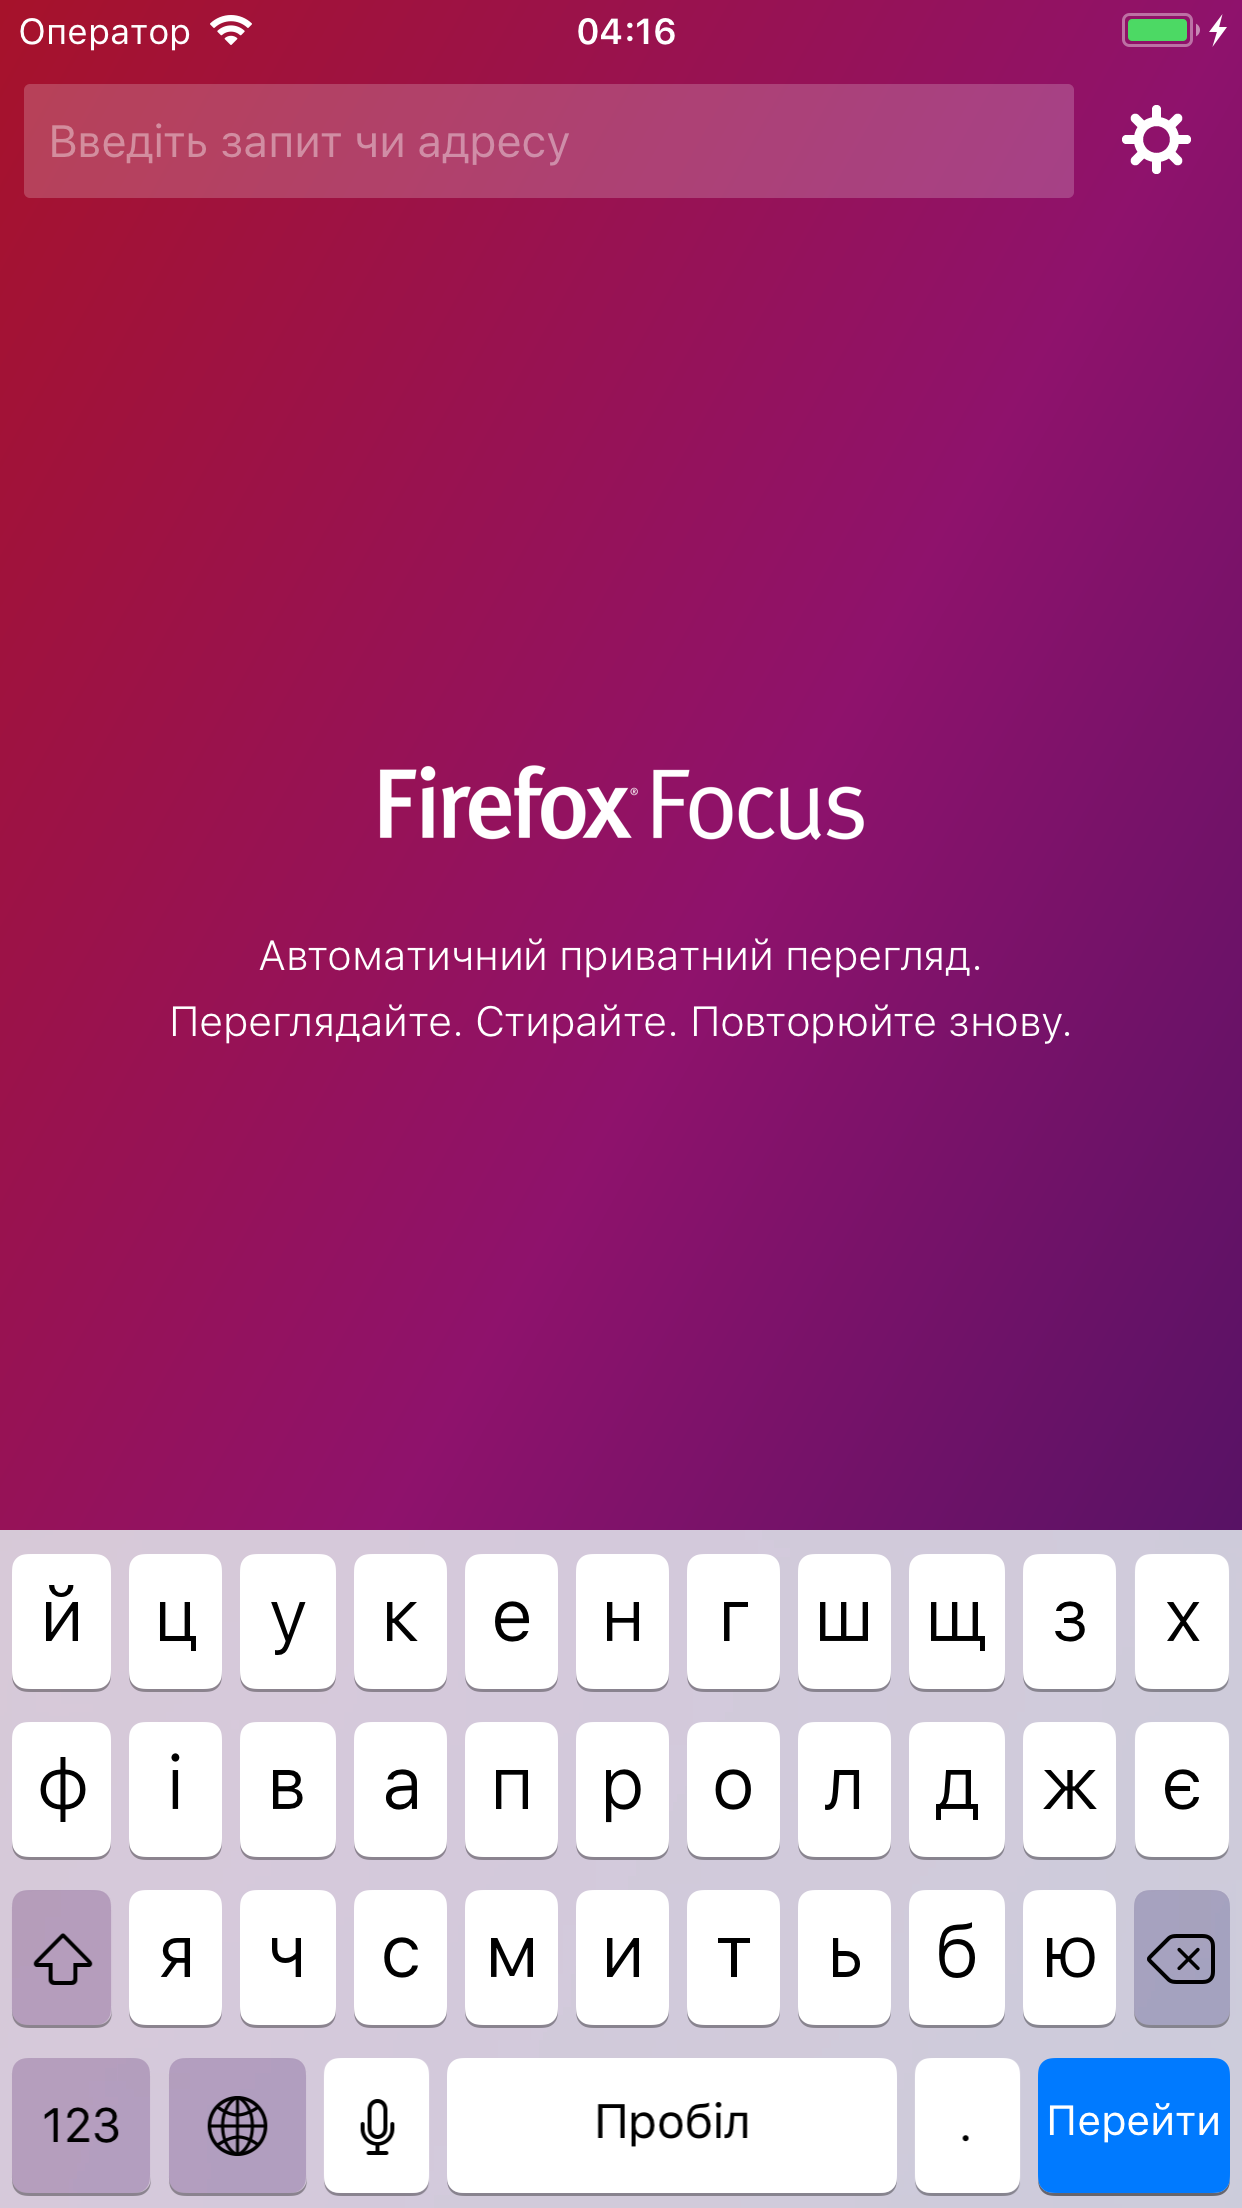 Оператор 04:16
Введіть запит чи адресу
Firefox® Focus
Автоматичний приватний перегляд.
Переглядайте. Стирайте. Повторюйте знову.
й ц у к е н г ш щ з х
ф і в а п р о л д ж є
я ч с м и т ь б ю
123 Пробіл . Перейти